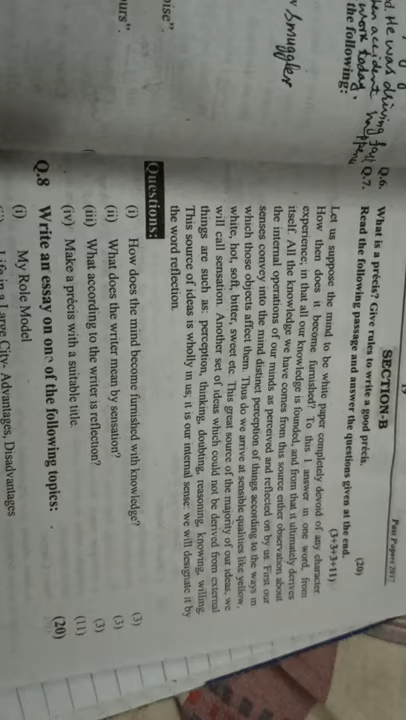 d. He was driving fast
an accident happen
work today.
the following:
y smuggler
oise".
ours".
19
Past Papers 2017
SECTION-B
Q.6. What is a précis? Give rules to write a good précis. (20)
Q.7. Read the following passage and answer the questions given at the end.
(3+3+3+11)
Let us suppose the mind to be white paper completely devoid of any character.
How then does it become furnished? To this I answer in one word, from
experience; in that all our knowledge is founded, and from that it ultimately derives
itself. All the knowledge we have comes from this source either observation about
the internal operations of our minds as perceived and reflected on by us. First our
senses convey into the mind distinct perception of things according to the ways in
which those objects affect them. Thus do we arrive at sensible qualities like yellow,
white, hot, soft, bitter, sweet etc. This great source of the majority of our ideas, we
will call sensation. Another set of ideas which could not be derived from external
things are such as: perception, thinking, doubting, reasoning, knowing, willing.
This source of ideas is wholly in us; it is our internal sense: we will designate it by
the word reflection.
Questions:
(i) How does the mind become furnished with knowledge? (3)
(ii) What does the writer mean by sensation? (3)
(iii) What according to the writer is reflection? (3)
(iv) Make a précis with a suitable title. (11)
Q.8 Write an essay on one of the following topics: (20)
(i) My Role Model
Life in a Large City- Advantages, Disadvantages